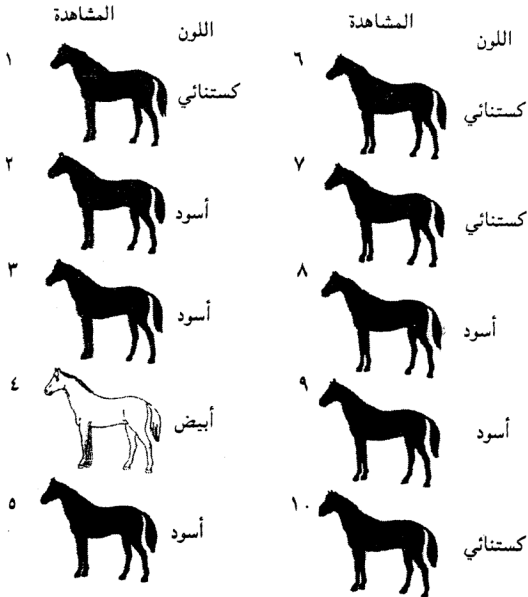 المشاهدة اللون
١ كستنائي
٢ أسود
٣ أسود
٤ أبيض
٥ أسود
المشاهدة اللون
٦ كستنائي
٧ كستنائي
٨ أسود
٩ أسود
١٠ كستنائي